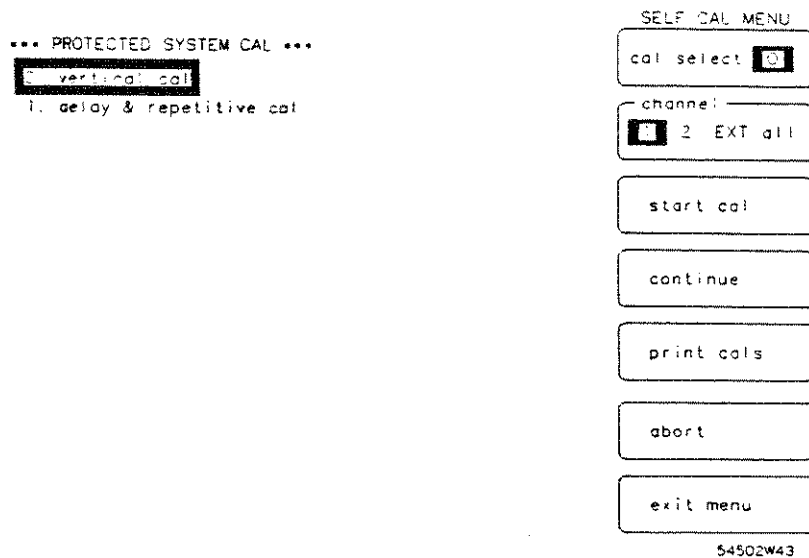 *** PROTECTED SYSTEM CAL ***
0. vertical cal
1. delay & repetitive cal
SELF CAL MENU
cal select 0
channel
1 2 EXT all
start cal
continue
print cals
abort
exit menu
54502W43